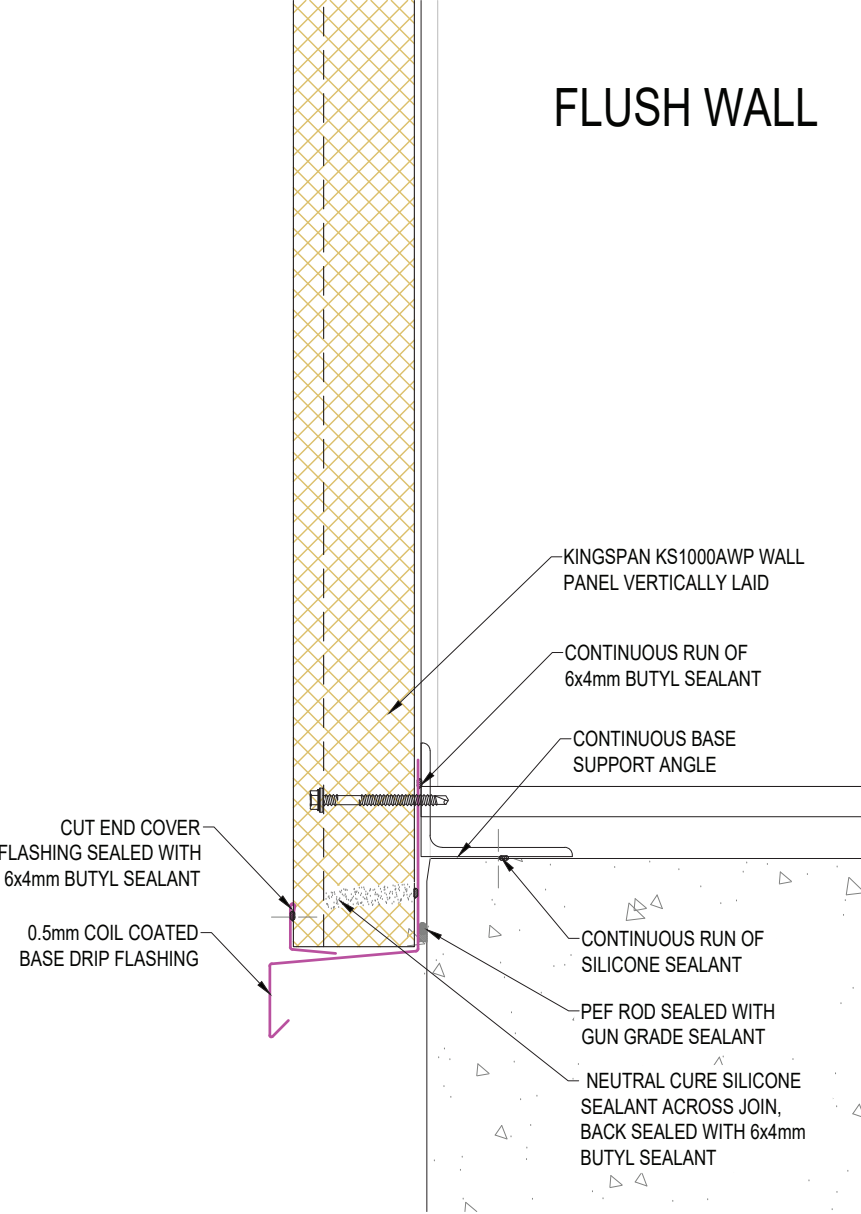 FLUSH WALL
KINGSPAN KS1000AWP WALL
PANEL VERTICALLY LAID
CONTINUOUS RUN OF
6x4mm BUTYL SEALANT
CONTINUOUS BASE
SUPPORT ANGLE
CUT END COVER
FLASHING SEALED WITH
6x4mm BUTYL SEALANT
0.5mm COIL COATED
BASE DRIP FLASHING
CONTINUOUS RUN OF
SILICONE SEALANT
PEF ROD SEALED WITH
GUN GRADE SEALANT
NEUTRAL CURE SILICONE
SEALANT ACROSS JOIN,
BACK SEALED WITH 6x4mm
BUTYL SEALANT